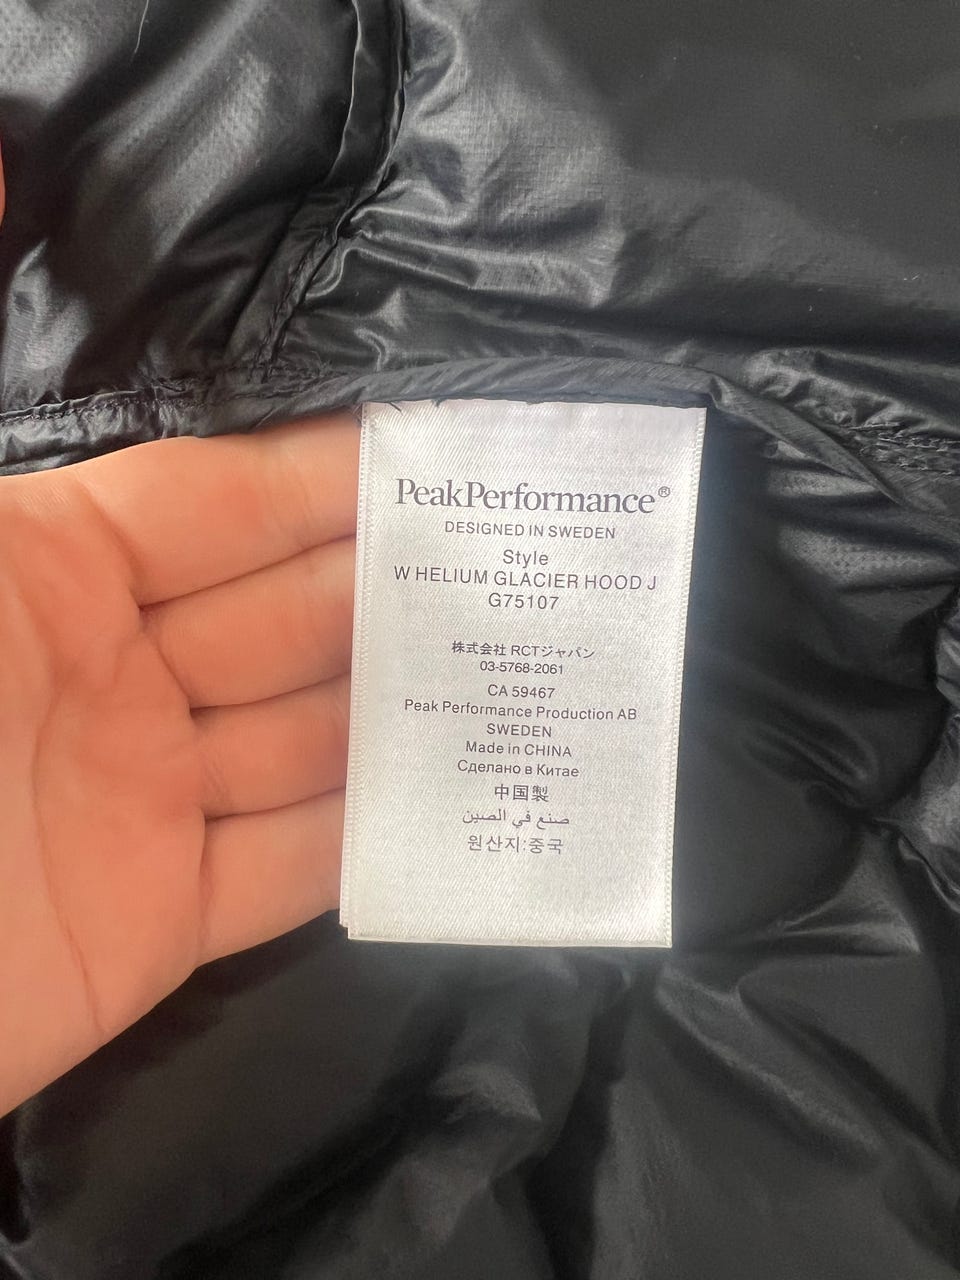 PeakPerformance®
DESIGNED IN SWEDEN
Style
W HELIUM GLACIER HOOD J
G75107
株式会社 RCTジャパン
03-5768-2061
CA 59467
Peak Performance Production AB
SWEDEN
Made in CHINA
Сделано в Китае
中国製
صنع في الصين
원산지:중국